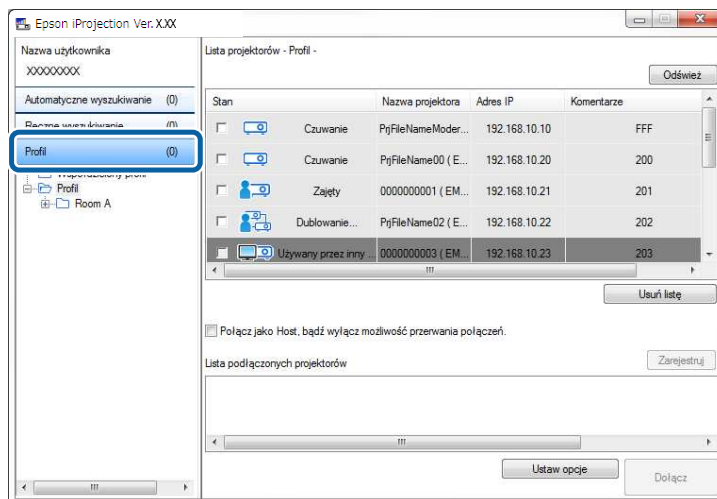 Epson iProjection Ver. X.XX
Nazwa użytkownika
XXXXXXXX
Automatyczne wyszukiwanie (0)
Ręczne wyszukiwanie (0)
Profil (0)
Współdzielony profil
Profil
Room A
Lista projektorów - Profil -
Odśwież
Stan Nazwa projektora Adres IP Komentarze
Czuwanie PrjFileNameModer... 192.168.10.10 FFF
Czuwanie PrjFileName00 ( E... 192.168.10.20 200
Zajęty 0000000001 ( EM... 192.168.10.21 201
Dublowanie... PrjFileName02 ( E... 192.168.10.22 202
Używany przez inny ... 0000000003 ( EM... 192.168.10.23 203
Usuń listę
Połącz jako Host, bądź wyłącz możliwość przerwania połączeń.
Lista podłączonych projektorów
Zarejestruj
Ustaw opcje
Dołącz